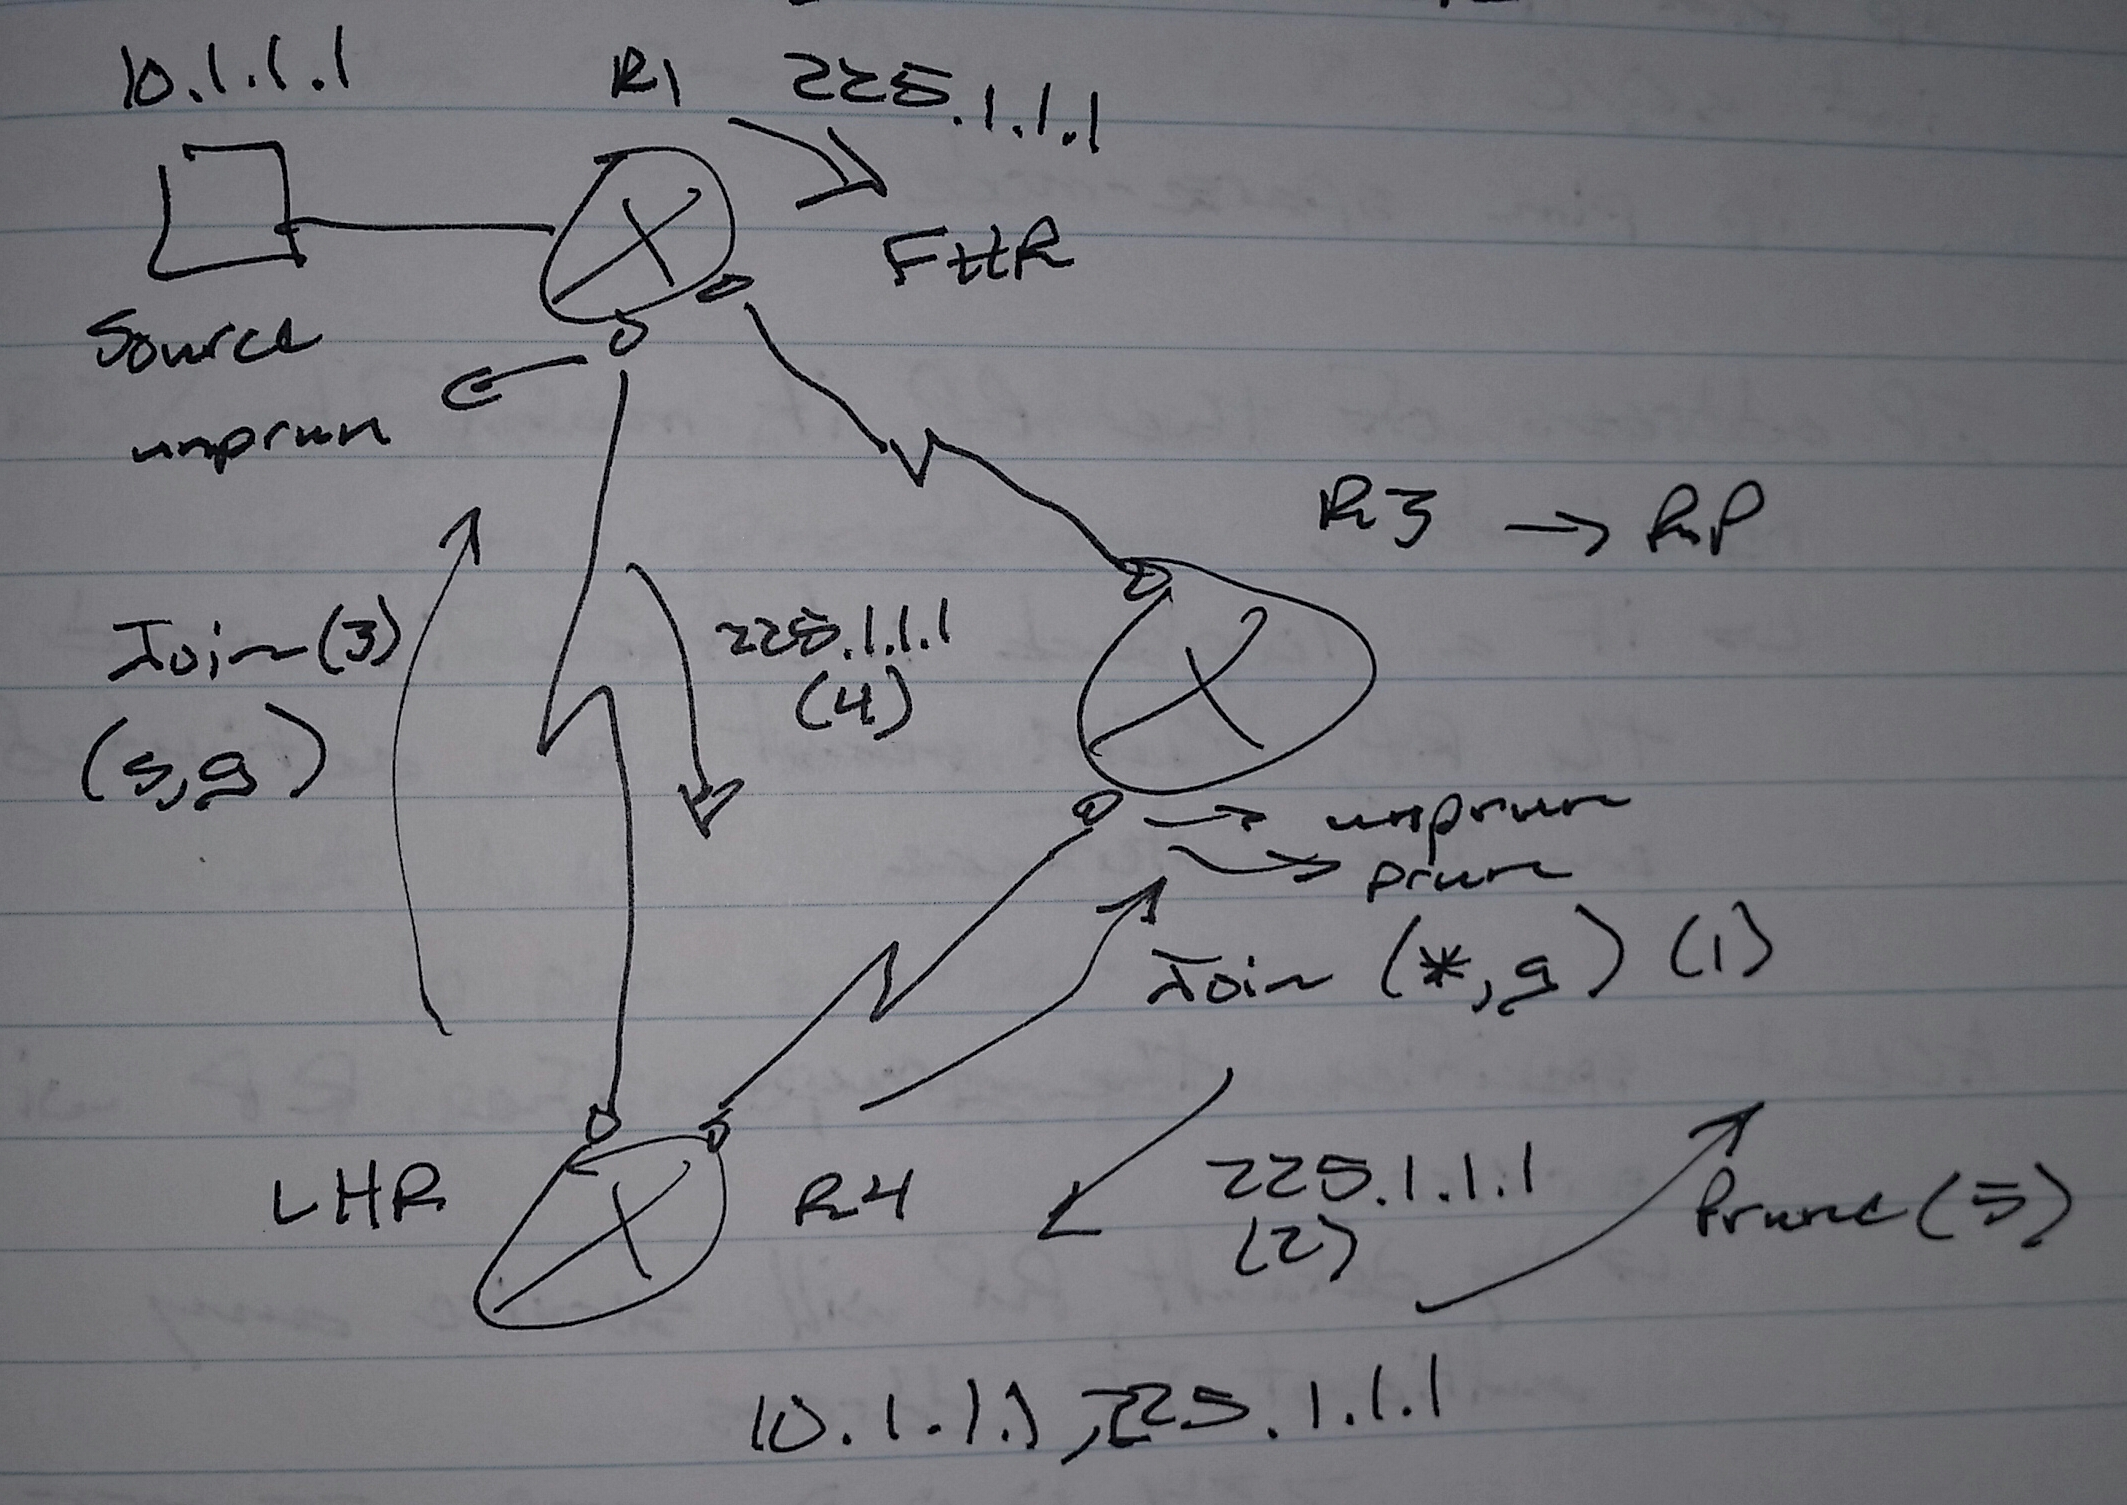 10.1.1.1
R1 225.1.1.1
FHR
Source
unprun
R3 → RP
Join (3)
(s,g)
225.1.1.1
(4)
unprun
prun
Join (*,g) (1)
LHR
R4
225.1.1.1
(2)
Prune (5)
10.1.1.1,225.1.1.1